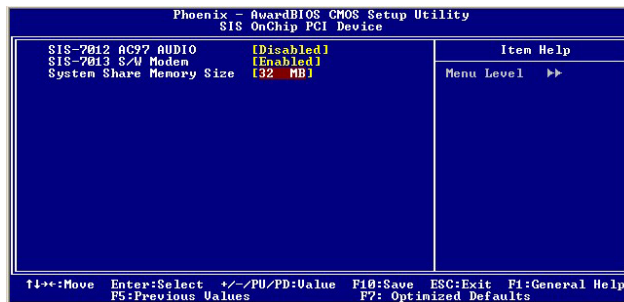 Phoenix - AwardBIOS CMOS Setup Utility
SIS OnChip PCI Device
SIS-7012 AC97 AUDIO [Disabled]
SIS-7013 S/W Modem [Enabled]
System Share Memory Size [32 MB]
Item Help
Menu Level ▶▶
↑↓→←:Move Enter:Select +/-/PU/PD:Value F10:Save ESC:Exit F1:General Help
F5:Previous Values F7: Optimized Defaults